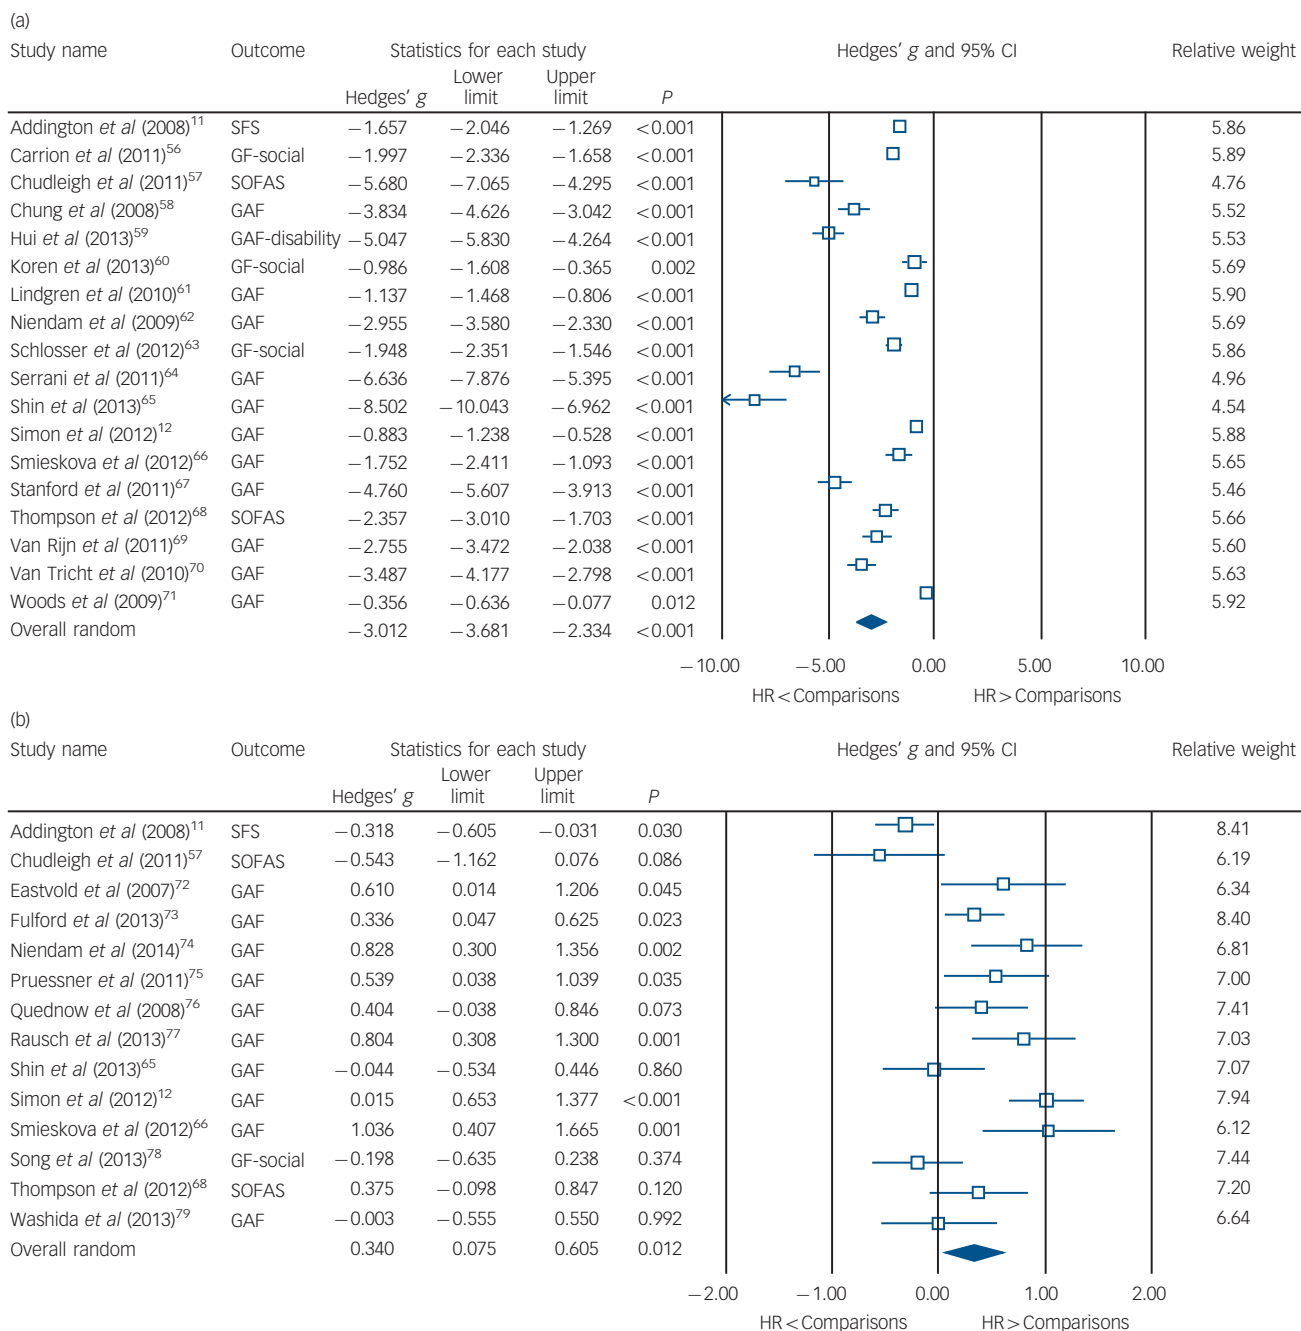 (a)
Study name Outcome Statistics for each study Hedges' g and 95% CI Relative weight
Hedges' g Lower limit Upper limit P
Addington et al (2008)11 SFS −1.657 −2.046 −1.269 <0.001 5.86
Carrion et al (2011)56 GF-social −1.997 −2.336 −1.658 <0.001 5.89
Chudleigh et al (2011)57 SOFAS −5.680 −7.065 −4.295 <0.001 4.76
Chung et al (2008)58 GAF −3.834 −4.626 −3.042 <0.001 5.52
Hui et al (2013)59 GAF-disability −5.047 −5.830 −4.264 <0.001 5.53
Koren et al (2013)60 GF-social −0.986 −1.608 −0.365 0.002 5.69
Lindgren et al (2010)61 GAF −1.137 −1.468 −0.806 <0.001 5.90
Niendam et al (2009)62 GAF −2.955 −3.580 −2.330 <0.001 5.69
Schlosser et al (2012)63 GF-social −1.948 −2.351 −1.546 <0.001 5.86
Serrani et al (2011)64 GAF −6.636 −7.876 −5.395 <0.001 4.96
Shin et al (2013)65 GAF −8.502 −10.043 −6.962 <0.001 4.54
Simon et al (2012)12 GAF −0.883 −1.238 −0.528 <0.001 5.88
Smieskova et al (2012)66 GAF −1.752 −2.411 −1.093 <0.001 5.65
Stanford et al (2011)67 GAF −4.760 −5.607 −3.913 <0.001 5.46
Thompson et al (2012)68 SOFAS −2.357 −3.010 −1.703 <0.001 5.66
Van Rijn et al (2011)69 GAF −2.755 −3.472 −2.038 <0.001 5.60
Van Tricht et al (2010)70 GAF −3.487 −4.177 −2.798 <0.001 5.63
Woods et al (2009)71 GAF −0.356 −0.636 −0.077 0.012 5.92
Overall random −3.012 −3.681 −2.334 <0.001
−10.00 −5.00 0.00 5.00 10.00
HR < Comparisons HR > Comparisons
(b)
Study name Outcome Statistics for each study Hedges' g and 95% CI Relative weight
Hedges' g Lower limit Upper limit P
Addington et al (2008)11 SFS −0.318 −0.605 −0.031 0.030 8.41
Chudleigh et al (2011)57 SOFAS −0.543 −1.162 0.076 0.086 6.19
Eastvold et al (2007)72 GAF 0.610 0.014 1.206 0.045 6.34
Fulford et al (2013)73 GAF 0.336 0.047 0.625 0.023 8.40
Niendam et al (2014)74 GAF 0.828 0.300 1.356 0.002 6.81
Pruessner et al (2011)75 GAF 0.539 0.038 1.039 0.035 7.00
Quednow et al (2008)76 GAF 0.404 −0.038 0.846 0.073 7.41
Rausch et al (2013)77 GAF 0.804 0.308 1.300 0.001 7.03
Shin et al (2013)65 GAF −0.044 −0.534 0.446 0.860 7.07
Simon et al (2012)12 GAF 0.015 0.653 1.377 <0.001 7.94
Smieskova et al (2012)66 GAF 1.036 0.407 1.665 0.001 6.12
Song et al (2013)78 GF-social −0.198 −0.635 0.238 0.374 7.44
Thompson et al (2012)68 SOFAS 0.375 −0.098 0.847 0.120 7.20
Washida et al (2013)79 GAF −0.003 −0.555 0.550 0.992 6.64
Overall random 0.340 0.075 0.605 0.012
−2.00 −1.00 0.00 1.00 2.00
HR < Comparisons HR > Comparisons